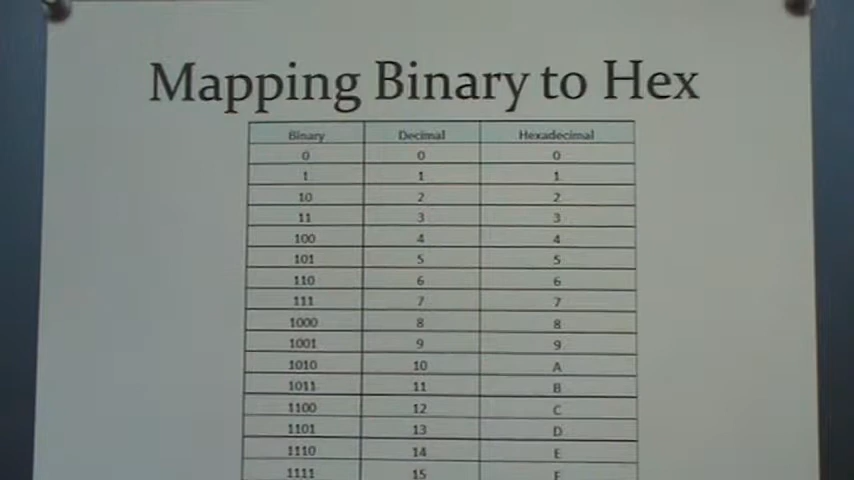 Mapping Binary to Hex
Binary Decimal Hexadecimal
0 0 0
1 1 1
10 2 2
11 3 3
100 4 4
101 5 5
110 6 6
111 7 7
1000 8 8
1001 9 9
1010 10 A
1011 11 B
1100 12 C
1101 13 D
1110 14 E
1111 15 F